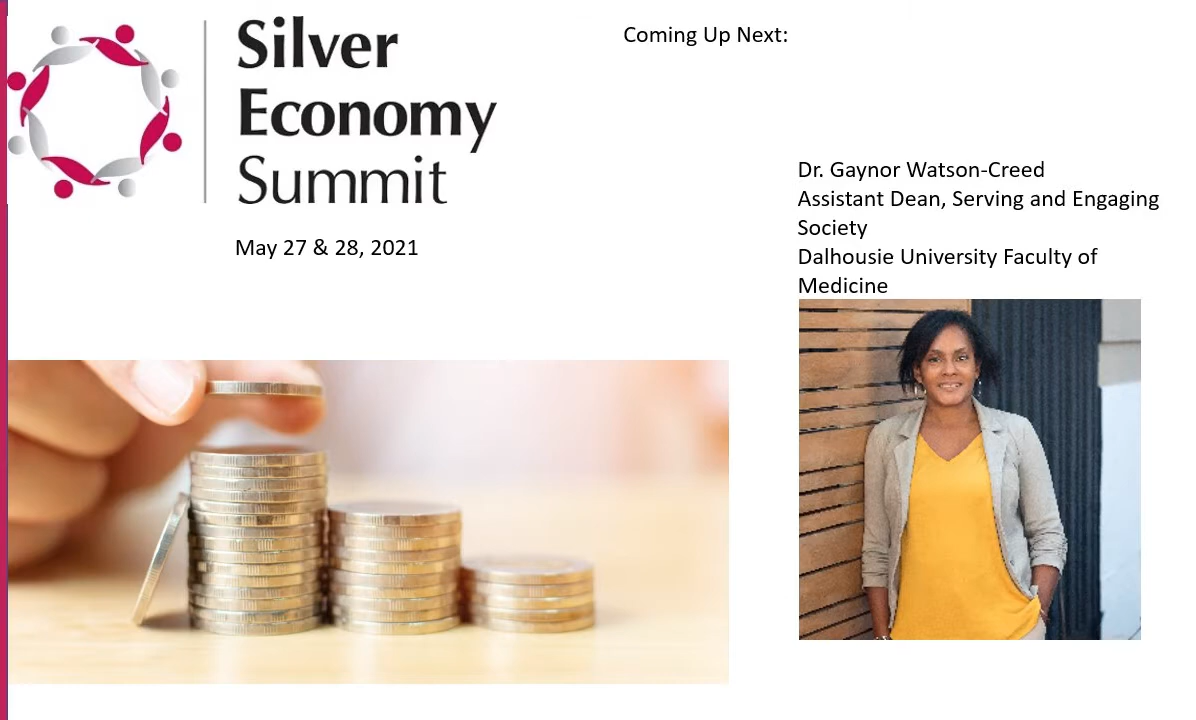 Silver
Economy
Summit
May 27 & 28, 2021
Coming Up Next:
Dr. Gaynor Watson-Creed
Assistant Dean, Serving and Engaging
Society
Dalhousie University Faculty of
Medicine